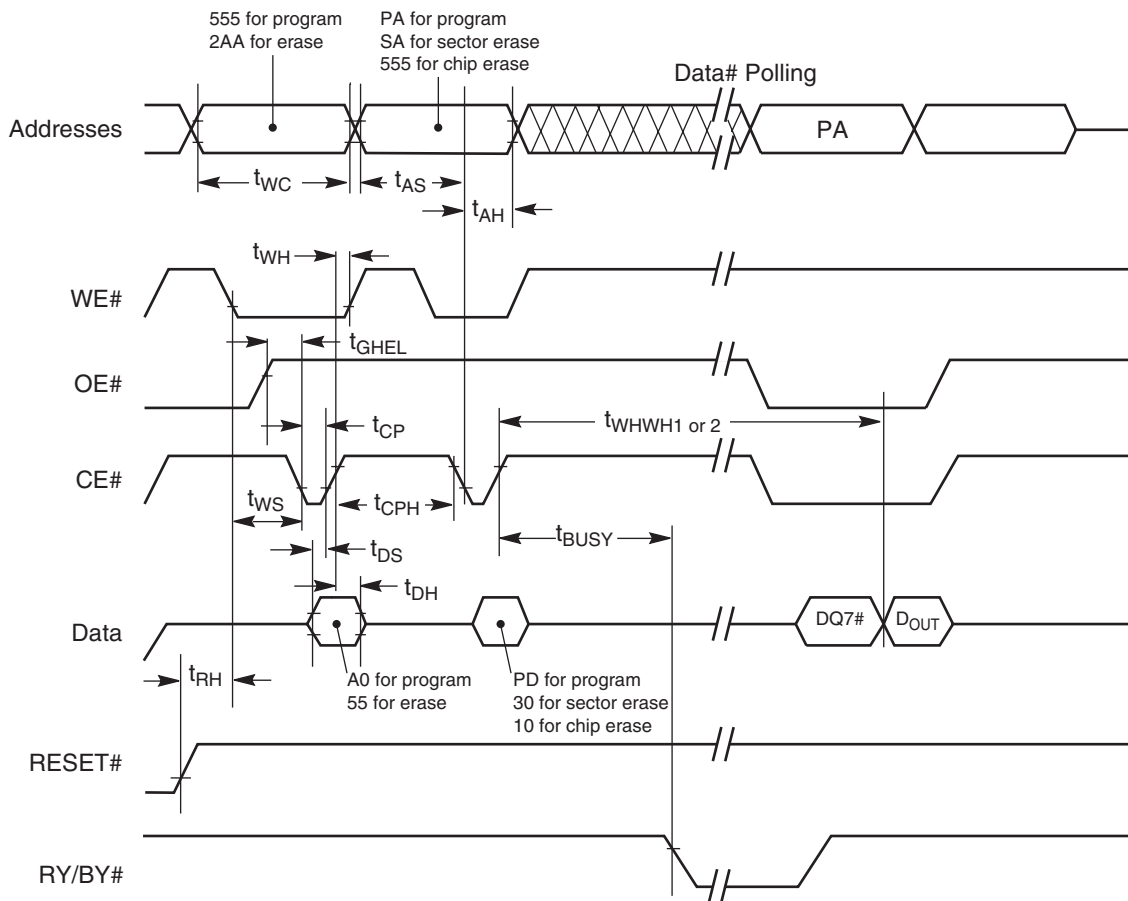 555 for program
2AA for erase
PA for program
SA for sector erase
555 for chip erase
Data# Polling
Addresses
PA
tWC
tAS
tAH
tWH
WE#
tGHEL
OE#
tWHWH1 or 2
tCP
CE#
tWS
tCPH
tBUSY
tDS
tDH
Data
DQ7#
DOUT
tRH
A0 for program
55 for erase
PD for program
30 for sector erase
10 for chip erase
RESET#
RY/BY#